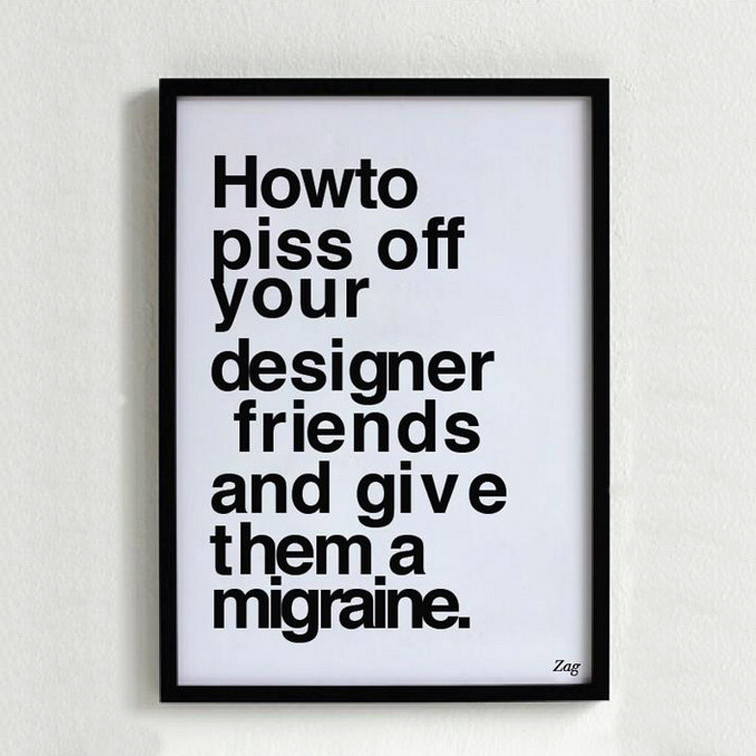 Howto
piss off
your
designer
friends
and give
them a
migraine.
Zag